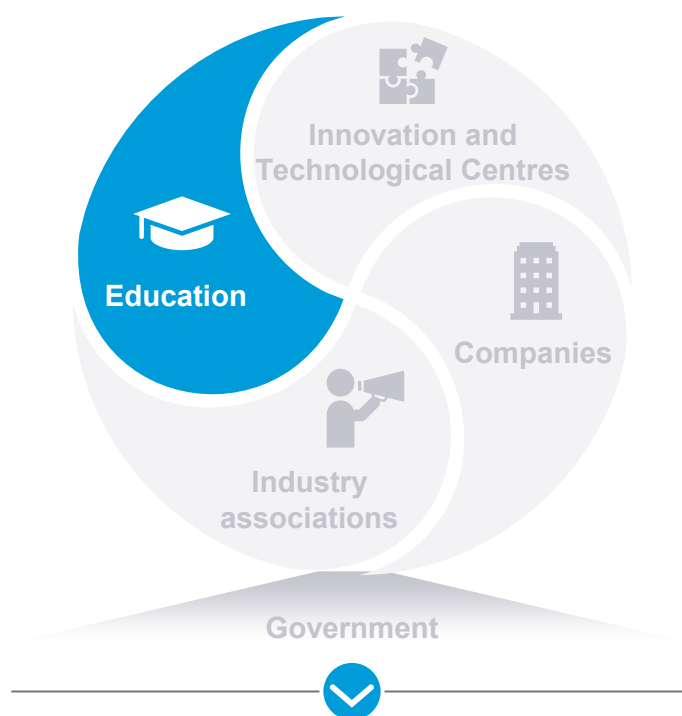 Innovation and
Technological Centres
Education
Companies
Industry
associations
Government